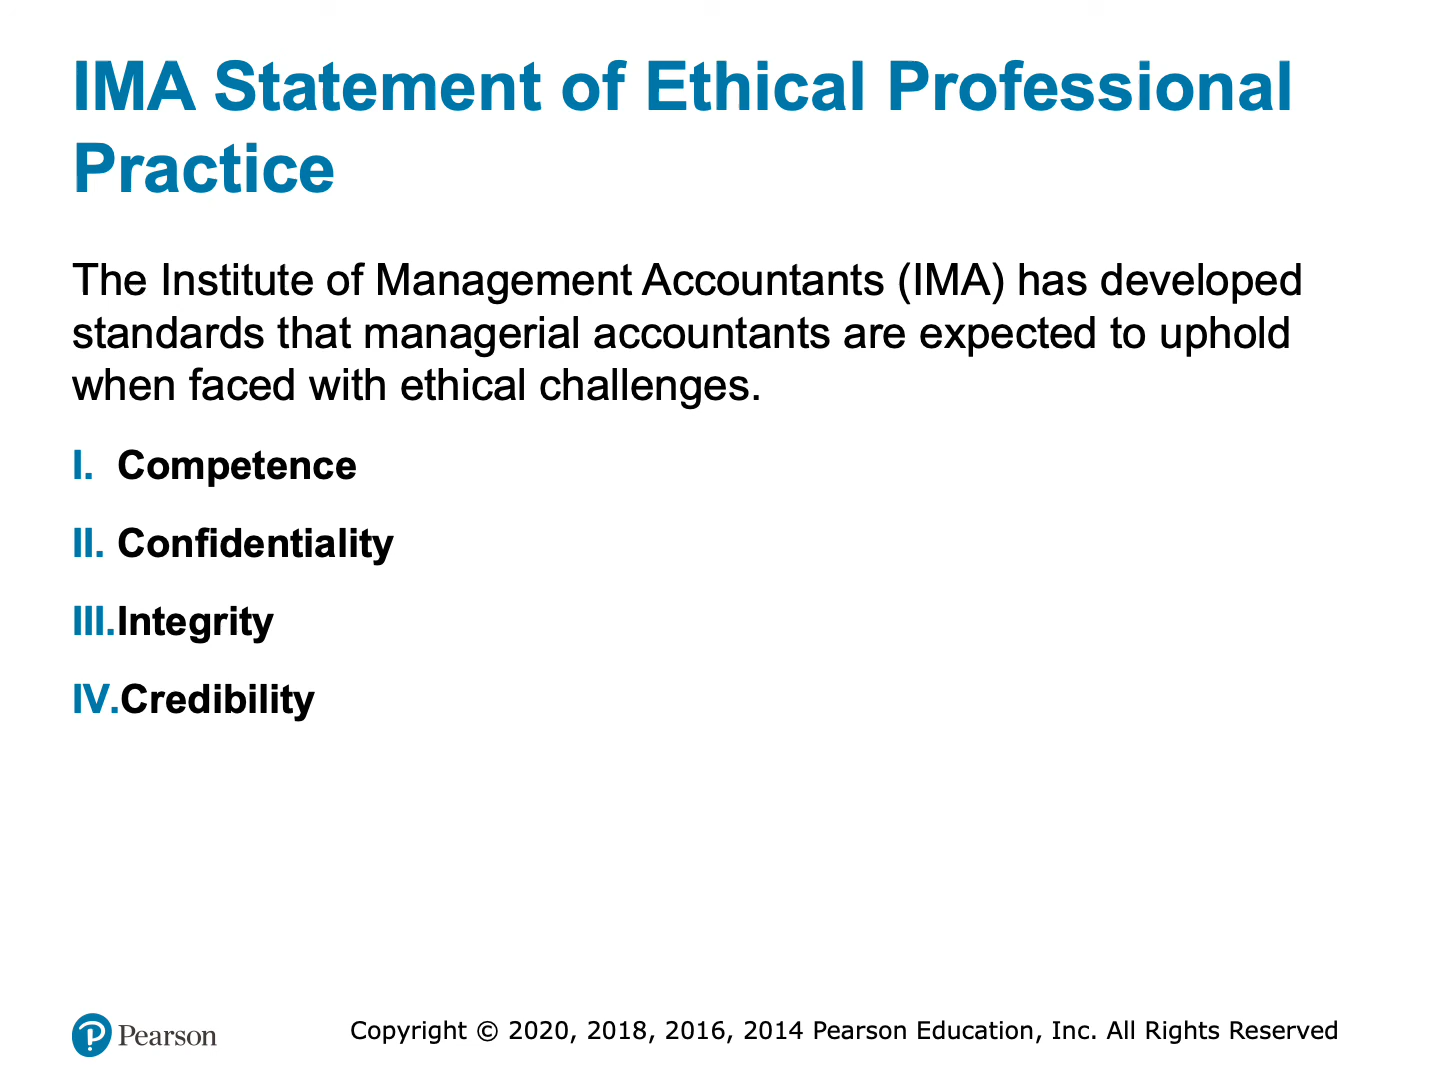 IMA Statement of Ethical Professional
Practice
The Institute of Management Accountants (IMA) has developed
standards that managerial accountants are expected to uphold
when faced with ethical challenges.
I. Competence
II. Confidentiality
III.Integrity
IV.Credibility
Pearson
Copyright © 2020, 2018, 2016, 2014 Pearson Education, Inc. All Rights Reserved